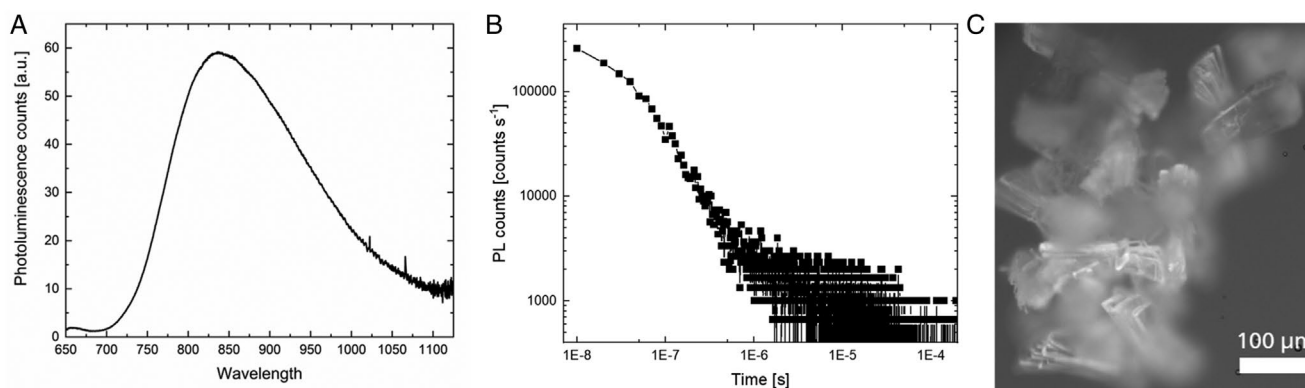 A
Photoluminescence counts [a.u.]
60
50
40
30
20
10
0
650 700 750 800 850 900 950 1000 1050 1100
Wavelength
B
PL counts [counts s-1]
100000
10000
1000
1E-8 1E-7 1E-6 1E-5 1E-4
Time [s]
C
100 µm